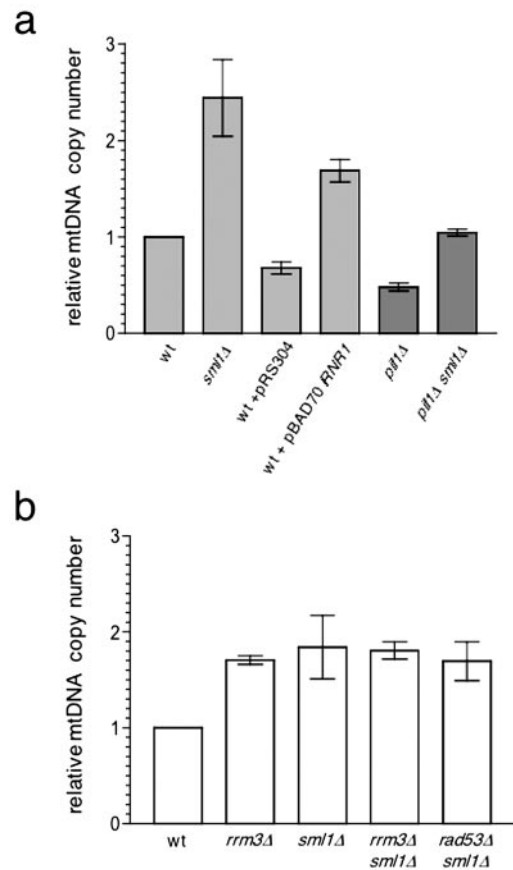 a
relative mtDNA copy number
3
2
1
0
wt
sml1Δ
wt +pRS304
wt + pBAD70 RNR1
pif1Δ
pif1Δ sml1Δ
b
relative mtDNA copy number
3
2
1
0
wt
rrm3Δ
sml1Δ
rrm3Δ
sml1Δ
rad53Δ
sml1Δ